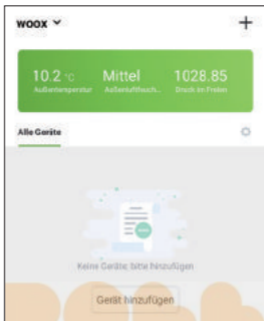 woox
10.2 °C Mittel 1028.85
Außentemperatur Außenluftfeuch... Druck im Freien
Alle Geräte
Keine Geräte, bitte hinzufügen
Gerät hinzufügen